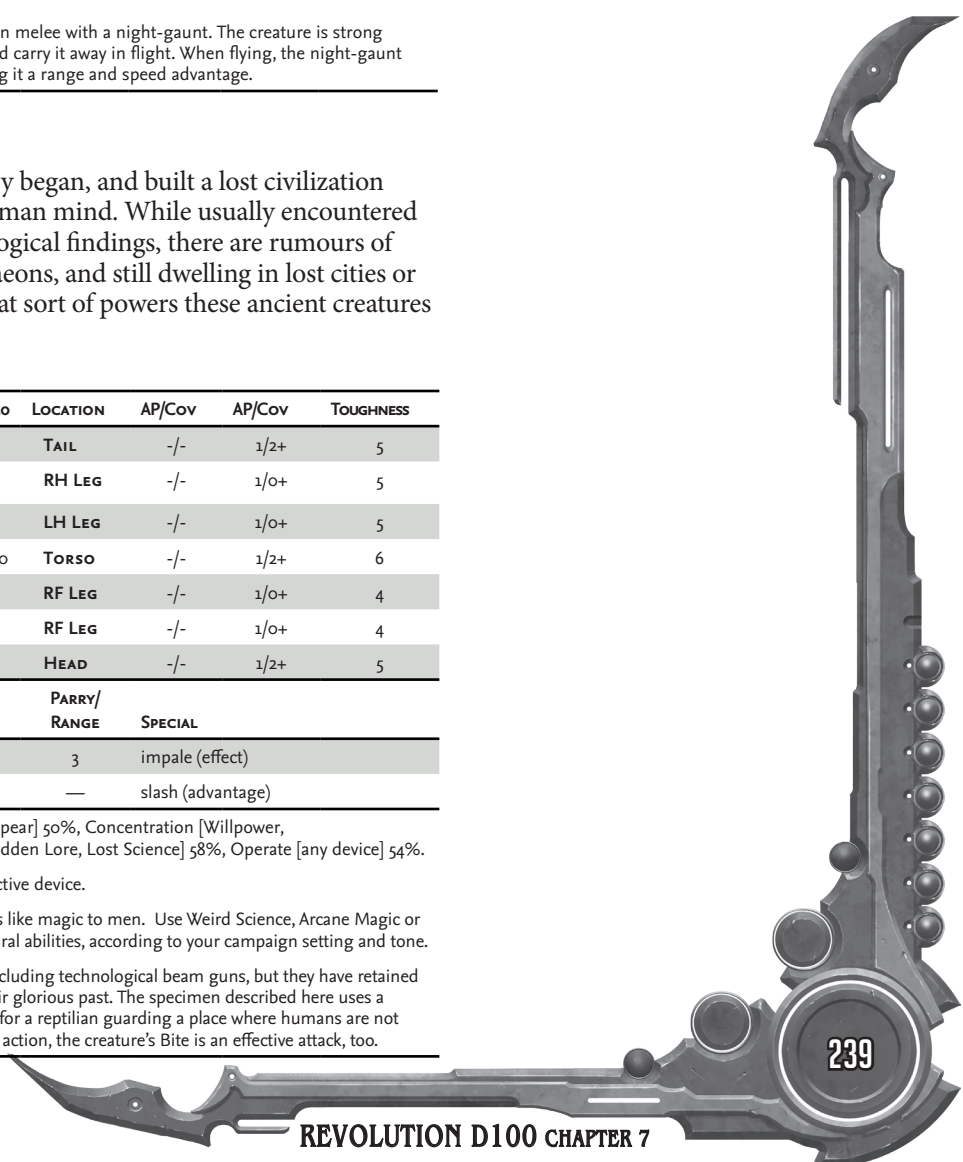 n melee with a night-gaunt. The creature is strong
d carry it away in flight. When flying, the night-gaunt
g it a range and speed advantage.
y began, and built a lost civilization
man mind. While usually encountered
ogical findings, there are rumours of
aeons, and still dwelling in lost cities or
at sort of powers these ancient creatures
0 Location AP/Cov AP/Cov Toughness
Tail -/- 1/2+ 5
RH Leg -/- 1/0+ 5
LH Leg -/- 1/0+ 5
0 Torso -/- 1/2+ 6
RF Leg -/- 1/0+ 4
RF Leg -/- 1/0+ 4
Head -/- 1/2+ 5
Parry/
Range Special
3 impale (effect)
— slash (advantage)
pear] 50%, Concentration [Willpower,
dden Lore, Lost Science] 58%, Operate [any device] 54%.
ctive device.
s like magic to men. Use Weird Science, Arcane Magic or
ral abilities, according to your campaign setting and tone.
cluding technological beam guns, but they have retained
ir glorious past. The specimen described here uses a
for a reptilian guarding a place where humans are not
action, the creature's Bite is an effective attack, too.
239
REVOLUTION D100 CHAPTER 7